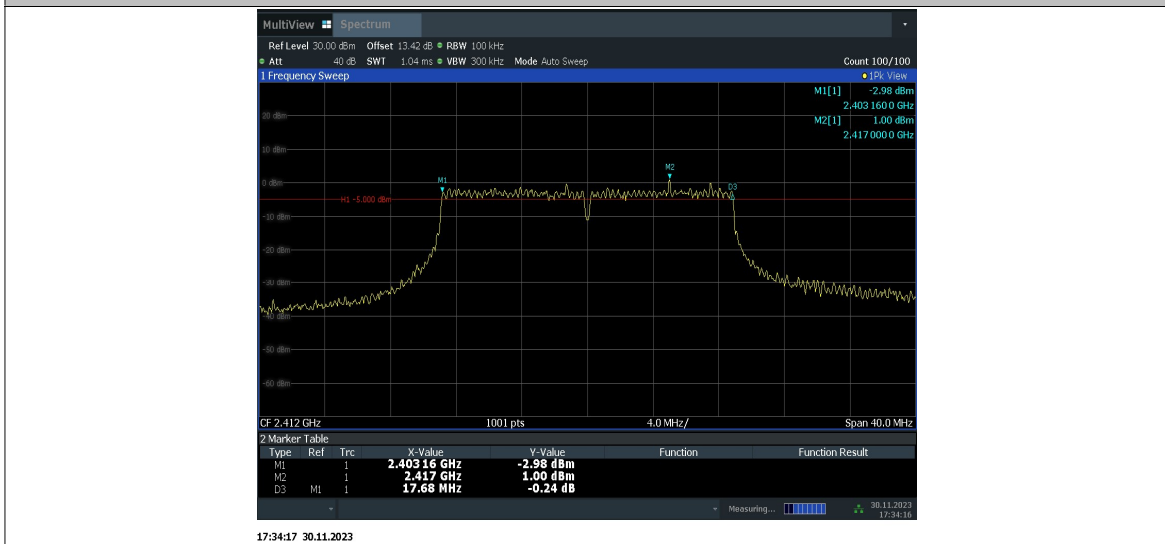 MultiView Spectrum
Ref Level 30.00 dBm Offset 13.42 dB RBW 100 kHz
Att 40 dB SWT 1.04 ms VBW 300 kHz Mode Auto Sweep Count 100/100
1 Frequency Sweep 1Pk View
M1[1] -2.98 dBm
2.403 160 0 GHz
M2[1] 1.00 dBm
2.417 000 0 GHz
20 dBm
10 dBm
M2
M1
0 dBm
D3
H1 -5.000 dBm
-10 dBm
-20 dBm
-30 dBm
-40 dBm
-50 dBm
-60 dBm
CF 2.412 GHz 1001 pts 4.0 MHz/ Span 40.0 MHz
2 Marker Table
Type Ref Trc X-Value Y-Value Function Function Result
M1 1 2.403 16 GHz -2.98 dBm
M2 1 2.417 GHz 1.00 dBm
D3 M1 1 17.68 MHz -0.24 dB
Measuring... 30.11.2023
17:34:16
17:34:17 30.11.2023